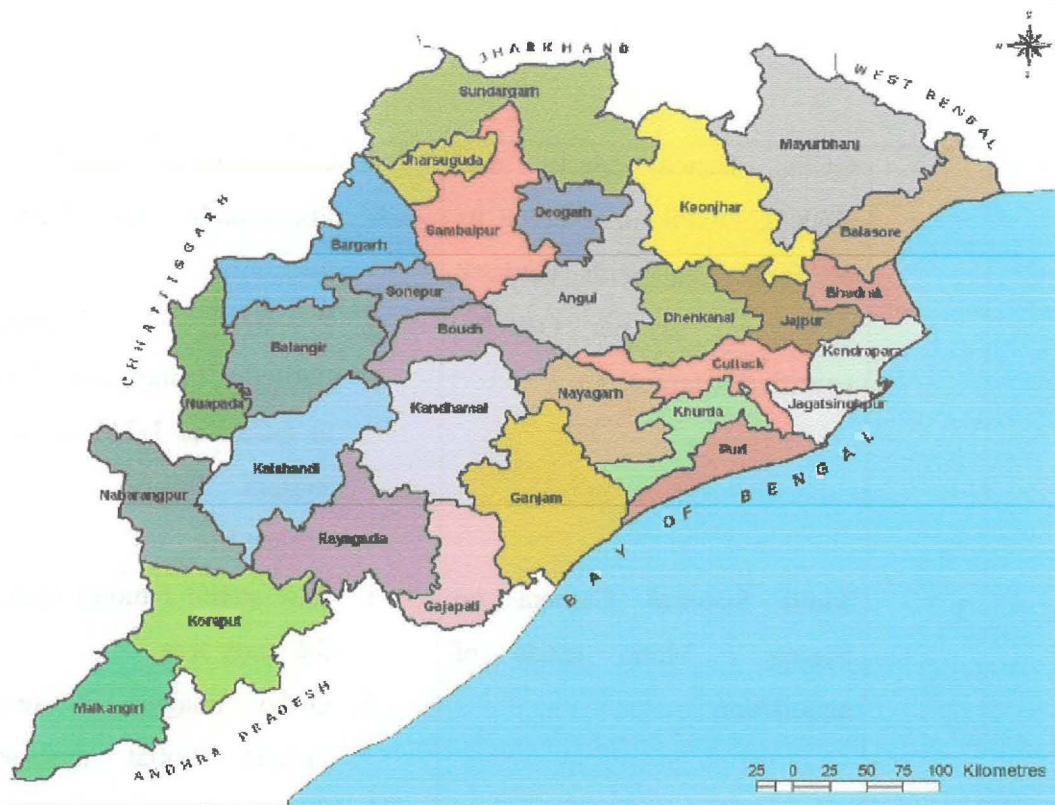 JHARKHAND
WEST BENGAL
Sundargarh
Mayurbhanj
Jharsuguda
Keonjhar
Deogarh
Sambalpur
Balasore
CHHATTISGARH
Bargarh
Sonepur
Angul
Bhadrak
Dhenkanal
Jajpur
Boudh
Balangir
Kendrapara
Cuttack
Nayagarh
Kandhamal
Nuapada
Khurda
Jagatsinghpur
Puri
Kalahandi
Nabarangpur
Ganjam
BAY OF BENGAL
Rayagada
Gajapati
Koraput
Malkangiri
ANDHRA PRADESH
25 0 25 50 75 100 Kilometres